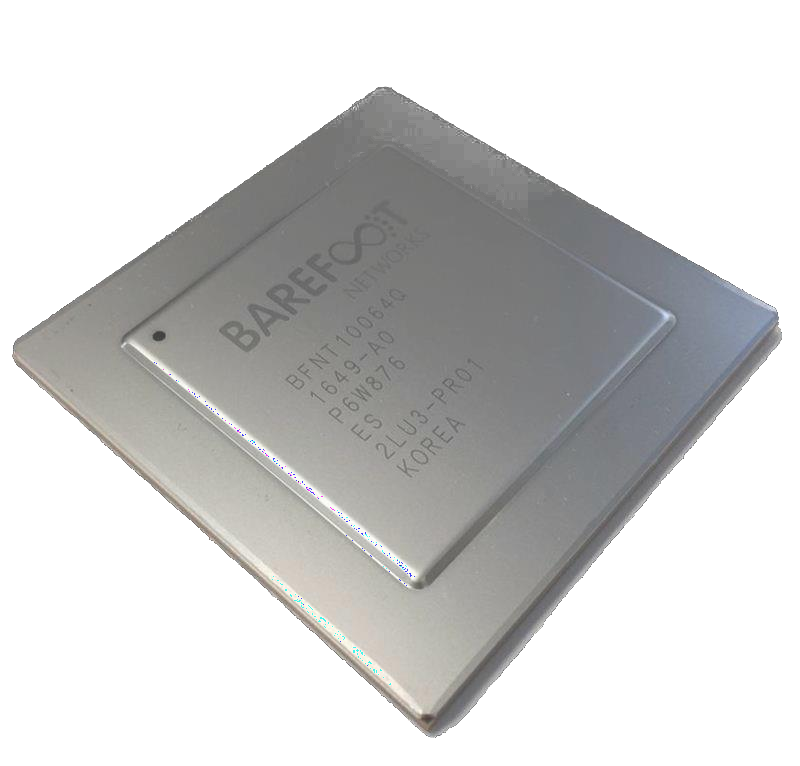 BAREFOOT
NETWORKS
BFNT10064Q
1649-A0
P6W876
ES
2LU3-PR01
KOREA